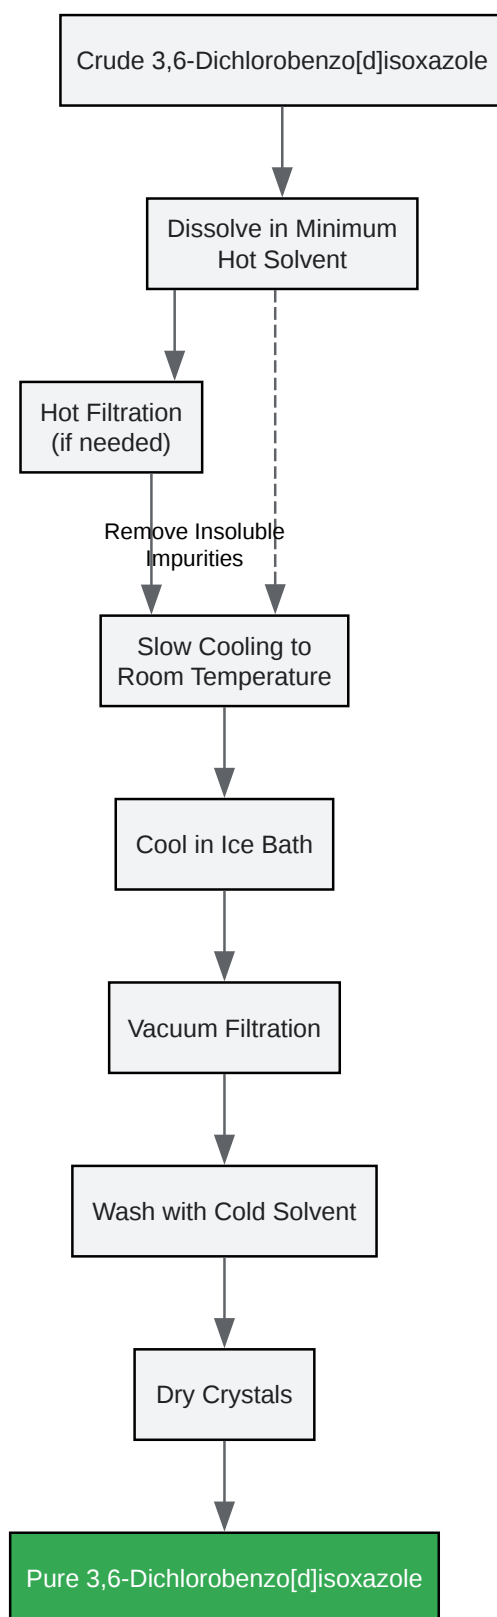 Crude 3,6-Dichlorobenzo[d]isoxazole
Dissolve in Minimum
Hot Solvent
Hot Filtration
(if needed)
Remove Insoluble
Impurities
Slow Cooling to
Room Temperature
Cool in Ice Bath
Vacuum Filtration
Wash with Cold Solvent
Dry Crystals
Pure 3,6-Dichlorobenzo[d]isoxazole